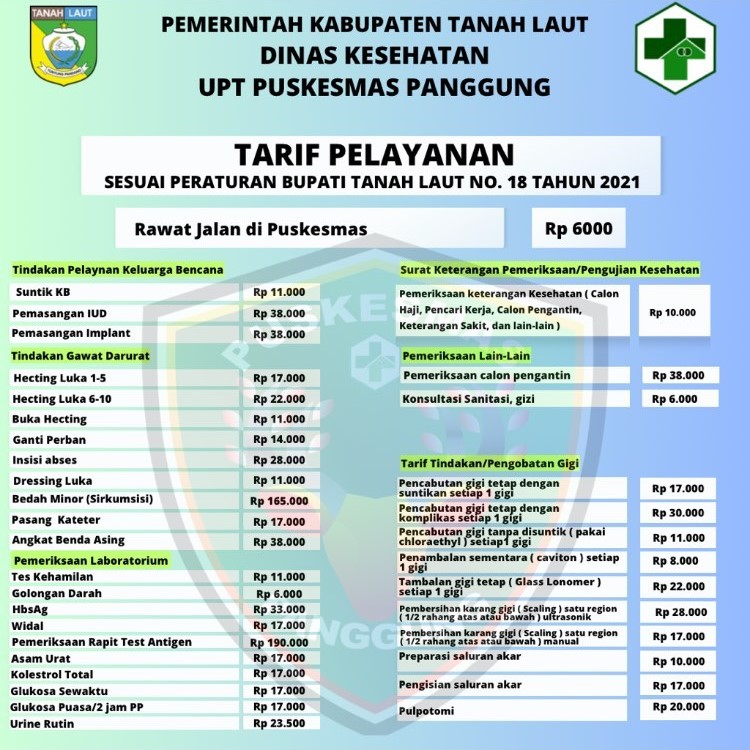 TANAH LAUT
PEMERINTAH KABUPATEN TANAH LAUT
DINAS KESEHATAN
UPT PUSKESMAS PANGGUNG
TARIF PELAYANAN
SESUAI PERATURAN BUPATI TANAH LAUT NO. 18 TAHUN 2021
Rawat Jalan di Puskesmas Rp 6000
Tindakan Pelaynan Keluarga Bencana
Suntik KB Rp 11.000
Pemasangan IUD Rp 38.000
Pemasangan Implant Rp 38.000
Tindakan Gawat Darurat
Hecting Luka 1-5 Rp 17.000
Hecting Luka 6-10 Rp 22.000
Buka Hecting Rp 11.000
Ganti Perban Rp 14.000
Insisi abses Rp 28.000
Dressing Luka Rp 11.000
Bedah Minor (Sirkumsisi) Rp 165.000
Pasang Kateter Rp 17.000
Angkat Benda Asing Rp 38.000
Pemeriksaan Laboratorium
Tes Kehamilan Rp 11.000
Golongan Darah Rp 6.000
HbsAg Rp 33.000
Widal Rp 17.000
Pemeriksaan Rapit Test Antigen Rp 190.000
Asam Urat Rp 17.000
Kolestrol Total Rp 17.000
Glukosa Sewaktu Rp 17.000
Glukosa Puasa/2 jam PP Rp 17.000
Urine Rutin Rp 23.500
Surat Keterangan Pemeriksaan/Pengujian Kesehatan
Pemeriksaan keterangan Kesehatan ( Calon
Haji, Pencari Kerja, Calon Pengantin,
Keterangan Sakit, dan lain-lain ) Rp 10.000
Pemeriksaan Lain-Lain
Pemeriksaan calon pengantin Rp 38.000
Konsultasi Sanitasi, gizi Rp 6.000
Tarif Tindakan/Pengobatan Gigi
Pencabutan gigi tetap dengan
suntikan setiap 1 gigi Rp 17.000
Pencabutan gigi tetap dengan
komplikas setiap 1 gigi Rp 30.000
Pencabutan gigi tanpa disuntik ( pakai
chloraethyl ) setiap1 gigi Rp 11.000
Penambalan sementara ( caviton ) setiap
1 gigi Rp 8.000
Tambalan gigi tetap ( Glass Lonomer )
setiap 1 gigi Rp 22.000
Pembersihan karang gigi ( Scaling ) satu region
( 1/2 rahang atas atau bawah ) ultrasonik Rp 28.000
Pembersihan karang gigi ( Scaling ) satu region
( 1/2 rahang atas atau bawah ) manual Rp 17.000
Preparasi saluran akar Rp 10.000
Pengisian saluran akar Rp 17.000
Pulpotomi Rp 20.000